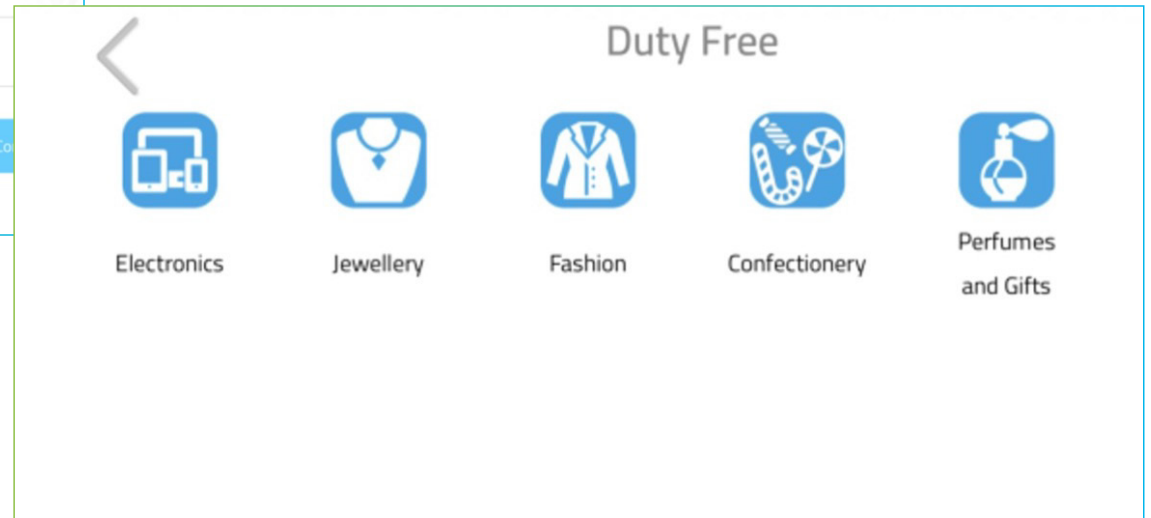 Duty Free
Electronics
Jewellery
Fashion
Confectionery
Perfumes
and Gifts